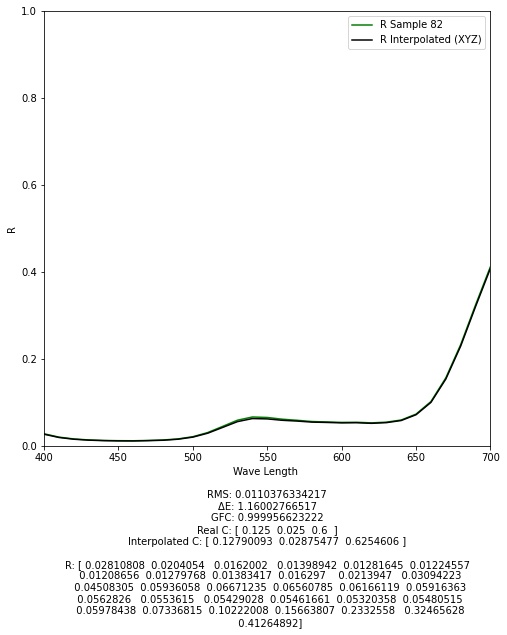 1.0
0.8
0.6
0.4
0.2
0.0
R
R Sample 82
R Interpolated (XYZ)
400 450 500 550 600 650 700
Wave Length
RMS: 0.0110376334217
ΔE: 1.16002766517
GFC: 0.999956623222
Real C: [ 0.125 0.025 0.6 ]
Interpolated C: [ 0.12790093 0.02875477 0.6254606 ]
R: [ 0.02810808 0.0204054 0.0162002 0.01398942 0.01281645 0.01224557
0.01208656 0.01279768 0.01383417 0.016297 0.0213947 0.03094223
0.04508305 0.05936058 0.06671235 0.06560785 0.06166119 0.05916363
0.0562826 0.0553615 0.05429028 0.05461661 0.05320358 0.05480515
0.05978438 0.07336815 0.10222008 0.15663807 0.2332558 0.32465628
0.41264892]